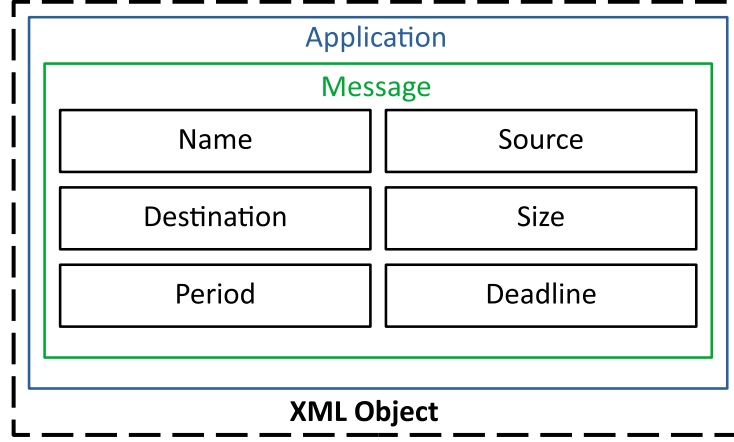 Application
Message
Name
Source
Destination
Size
Period
Deadline
XML Object